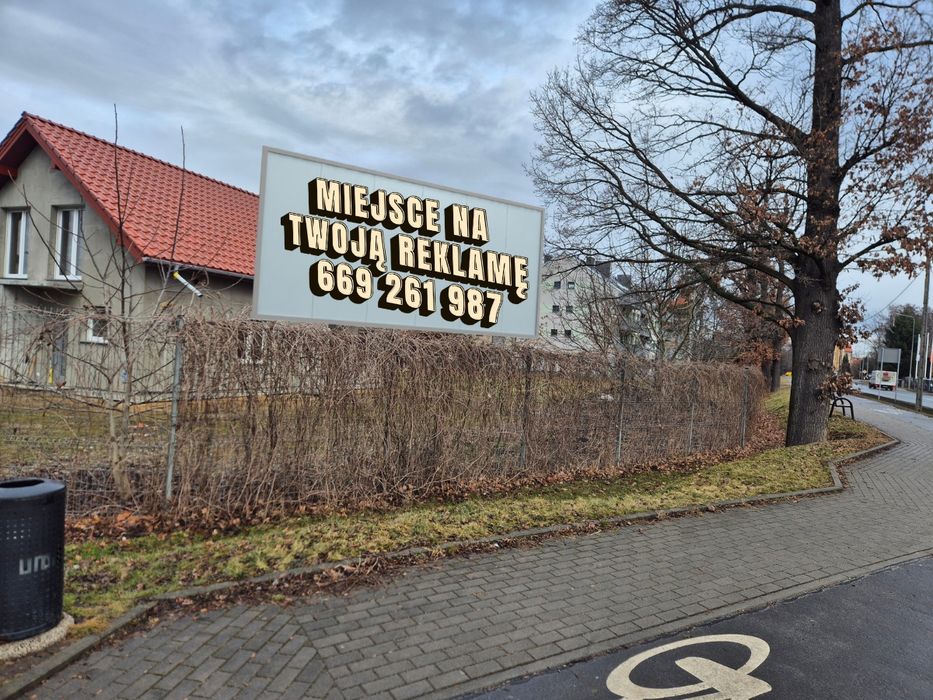 MIEJSCE NA
TWOJĄ REKLAMĘ
669 261 987